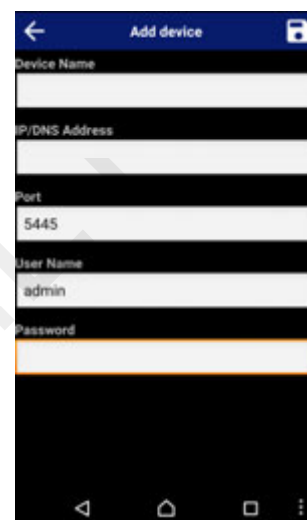 Add device
Device Name
IP/DNS Address
Port
5445
User Name
admin
Password